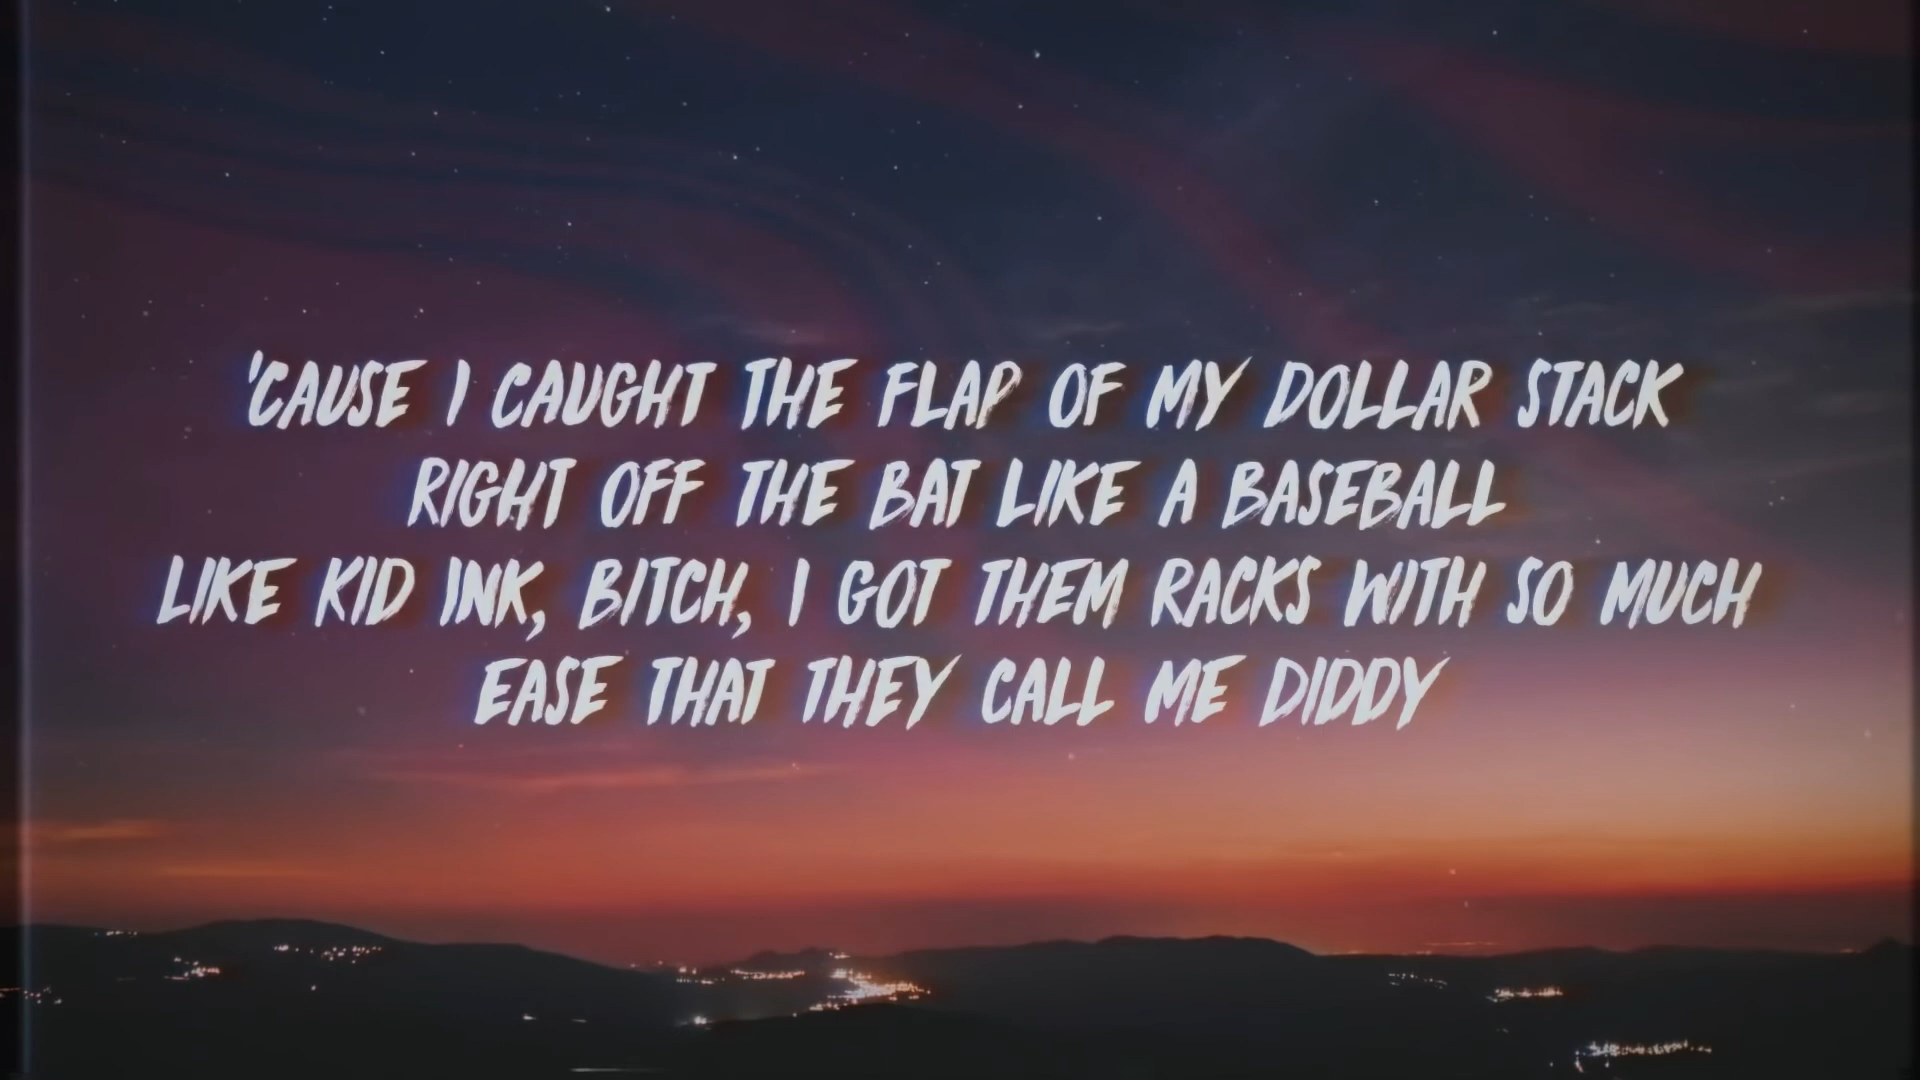 'CAUSE I CAUGHT THE FLAP OF MY DOLLAR STACK
RIGHT OFF THE BAT LIKE A BASEBALL
LIKE KID INK, BITCH, I GOT THEM RACKS WITH SO MUCH
EASE THAT THEY CALL ME DIDDY